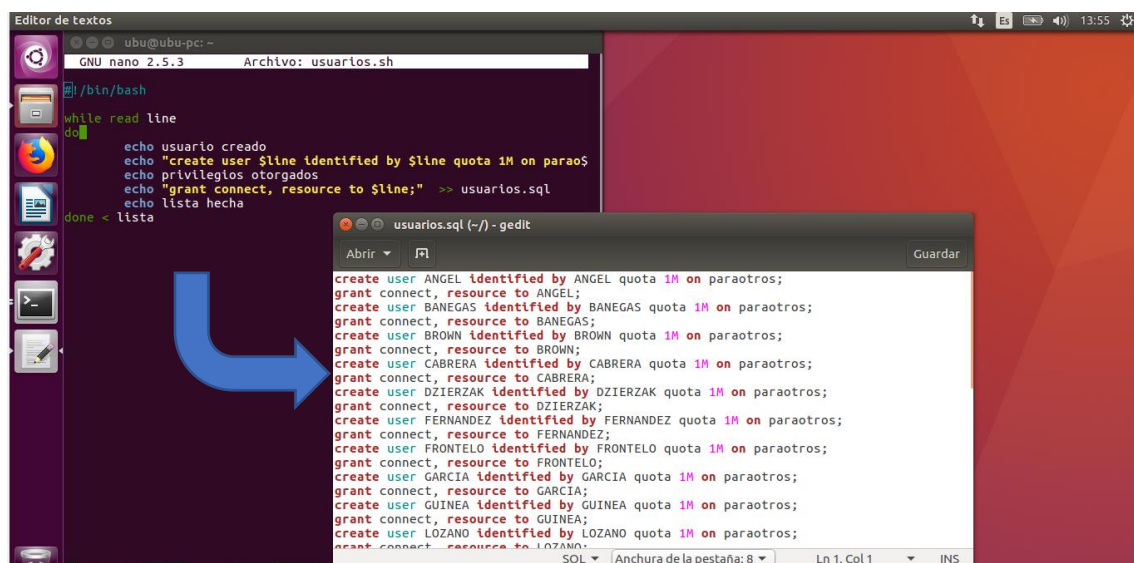 Editor de textos
Es
13:55
ubu@ubu-pc: ~
GNU nano 2.5.3 Archivo: usuarios.sh
#!/bin/bash
while read line
do
echo usuario creado
echo "create user $line identified by $line quota 1M on parao$
echo privilegios otorgados
echo "grant connect, resource to $line;" >> usuarios.sql
echo lista hecha
done < lista
usuarios.sql (~/) - gedit
Abrir
Guardar
create user ANGEL identified by ANGEL quota 1M on paraotros;
grant connect, resource to ANGEL;
create user BANEGAS identified by BANEGAS quota 1M on paraotros;
grant connect, resource to BANEGAS;
create user BROWN identified by BROWN quota 1M on paraotros;
grant connect, resource to BROWN;
create user CABRERA identified by CABRERA quota 1M on paraotros;
grant connect, resource to CABRERA;
create user DZIERZAK identified by DZIERZAK quota 1M on paraotros;
grant connect, resource to DZIERZAK;
create user FERNANDEZ identified by FERNANDEZ quota 1M on paraotros;
grant connect, resource to FERNANDEZ;
create user FRONTELO identified by FRONTELO quota 1M on paraotros;
grant connect, resource to FRONTELO;
create user GARCIA identified by GARCIA quota 1M on paraotros;
grant connect, resource to GARCIA;
create user GUINEA identified by GUINEA quota 1M on paraotros;
grant connect, resource to GUINEA;
create user LOZANO identified by LOZANO quota 1M on paraotros;
grant connect, resource to LOZANO;
SQL Anchura de la pestaña: 8 Ln 1, Col 1 INS